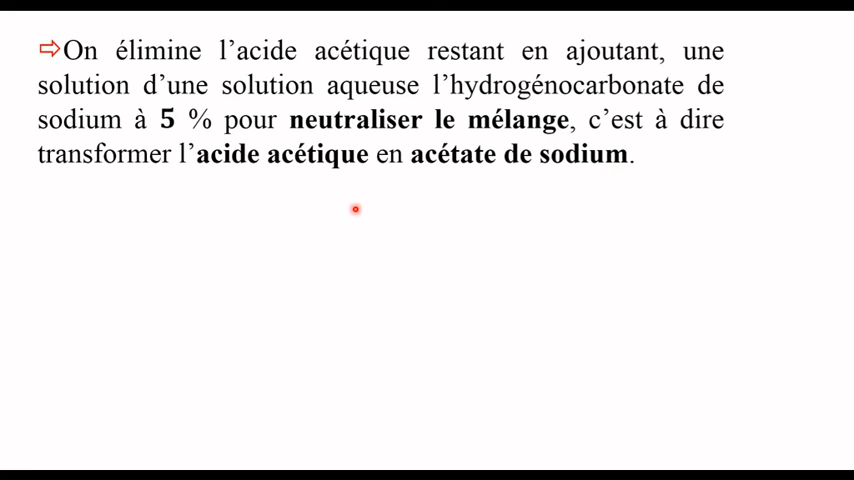 ⇨On élimine l’acide acétique restant en ajoutant, une
solution d’une solution aqueuse l’hydrogénocarbonate de
sodium à 5 % pour neutraliser le mélange, c’est à dire
transformer l’acide acétique en acétate de sodium.